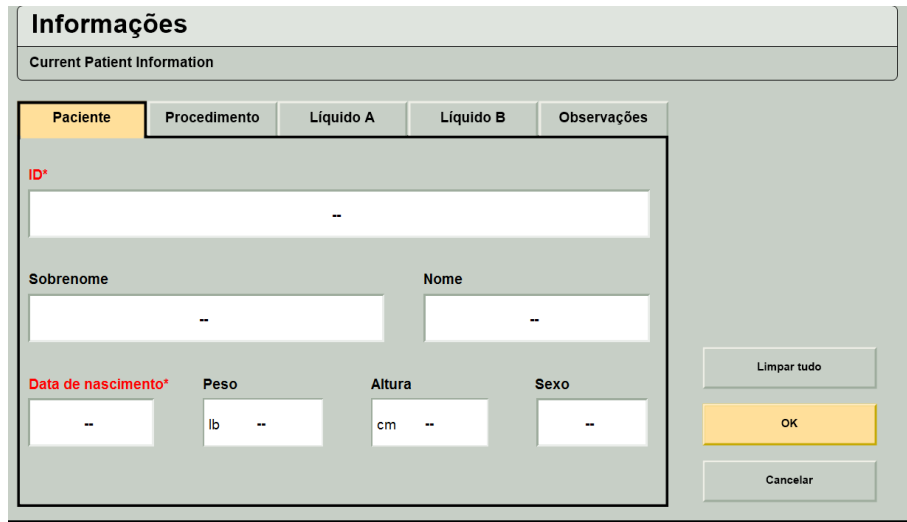 Informações
Current Patient Information
Paciente Procedimento Líquido A Líquido B Observações
ID*
--
Sobrenome Nome
-- --
Data de nascimento* Peso Altura Sexo
-- lb -- cm -- --
Limpar tudo
OK
Cancelar